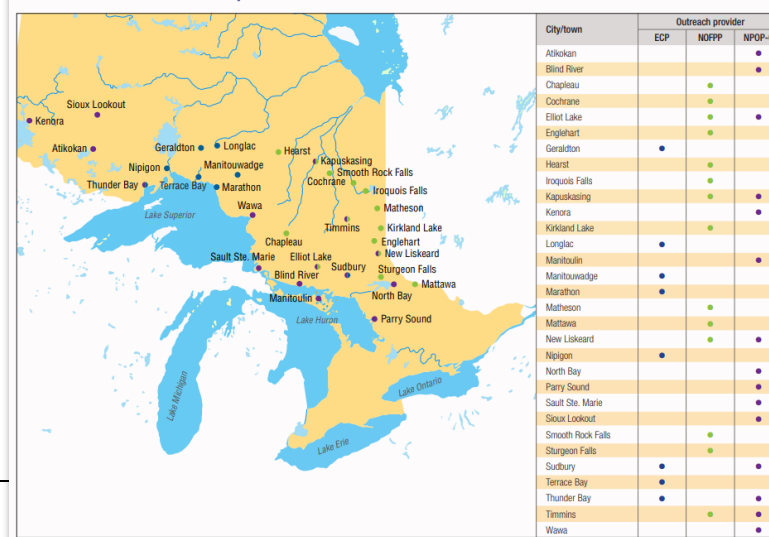 Sioux Lookout
Kenora
Atikokan
Geraldton
Longlac
Hearst
Kapuskasing
Nipigon
Manitouwadge
Smooth Rock Falls
Cochrane
Thunder Bay
Terrace Bay
Marathon
Iroquois Falls
Wawa
Matheson
Lake Superior
Timmins
Kirkland Lake
Chapleau
Englehart
New Liskeard
Sault Ste. Marie
Elliot Lake
Sudbury
Sturgeon Falls
Blind River
Mattawa
North Bay
Manitoulin
Lake Huron
Parry Sound
Lake Michigan
Lake Ontario
Lake Erie
City/town Outreach provider
ECP NOFPP NPOP-
Atikokan
Blind River
Chapleau
Cochrane
Elliot Lake
Englehart
Geraldton
Hearst
Iroquois Falls
Kapuskasing
Kenora
Kirkland Lake
Longlac
Manitoulin
Manitouwadge
Marathon
Matheson
Mattawa
New Liskeard
Nipigon
North Bay
Parry Sound
Sault Ste. Marie
Sioux Lookout
Smooth Rock Falls
Sturgeon Falls
Sudbury
Terrace Bay
Thunder Bay
Timmins
Wawa